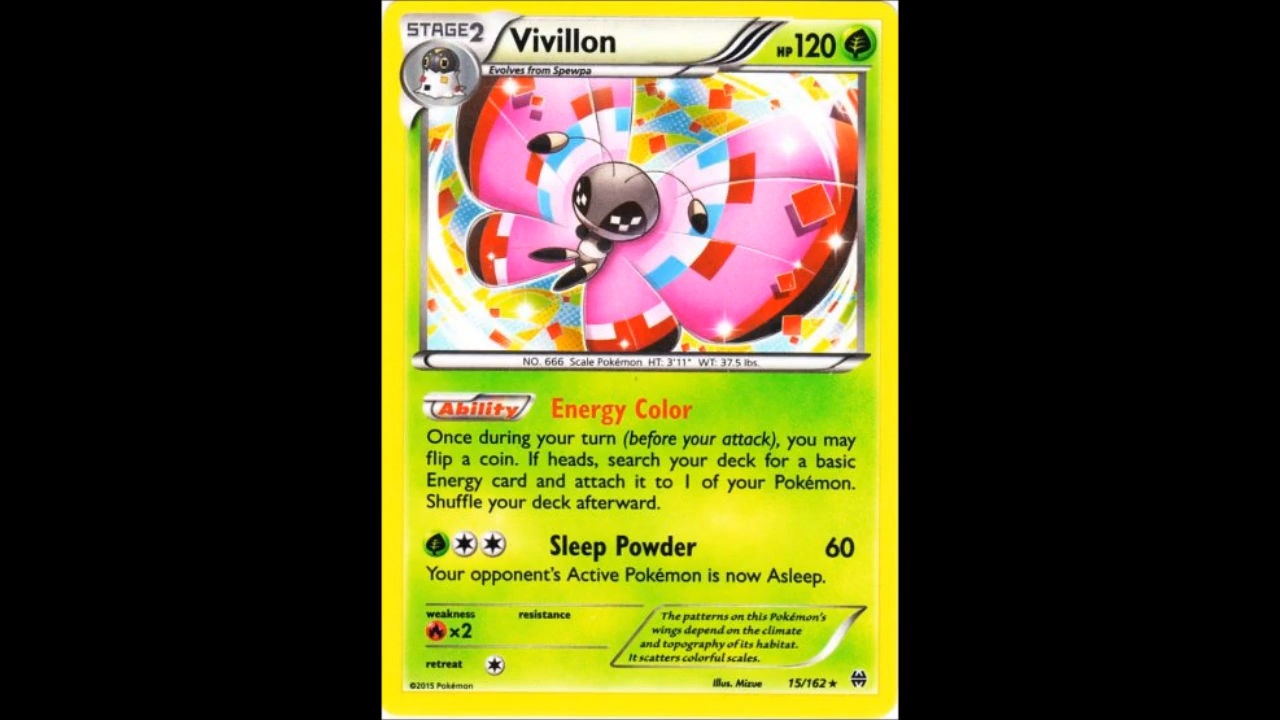 STAGE2
Vivillon
HP 120
Evolves from Spewpa
NO. 666 Scale Pokémon HT: 3'11" WT: 37.5 lbs.
Ability Energy Color
Once during your turn (before your attack), you may
flip a coin. If heads, search your deck for a basic
Energy card and attach it to 1 of your Pokémon.
Shuffle your deck afterward.
Sleep Powder 60
Your opponent's Active Pokémon is now Asleep.
weakness resistance
×2
retreat
The patterns on this Pokémon's
wings depend on the climate
and topography of its habitat.
It scatters colorful scales.
©2015 Pokémon
Illus. Mizue 15/162 ★